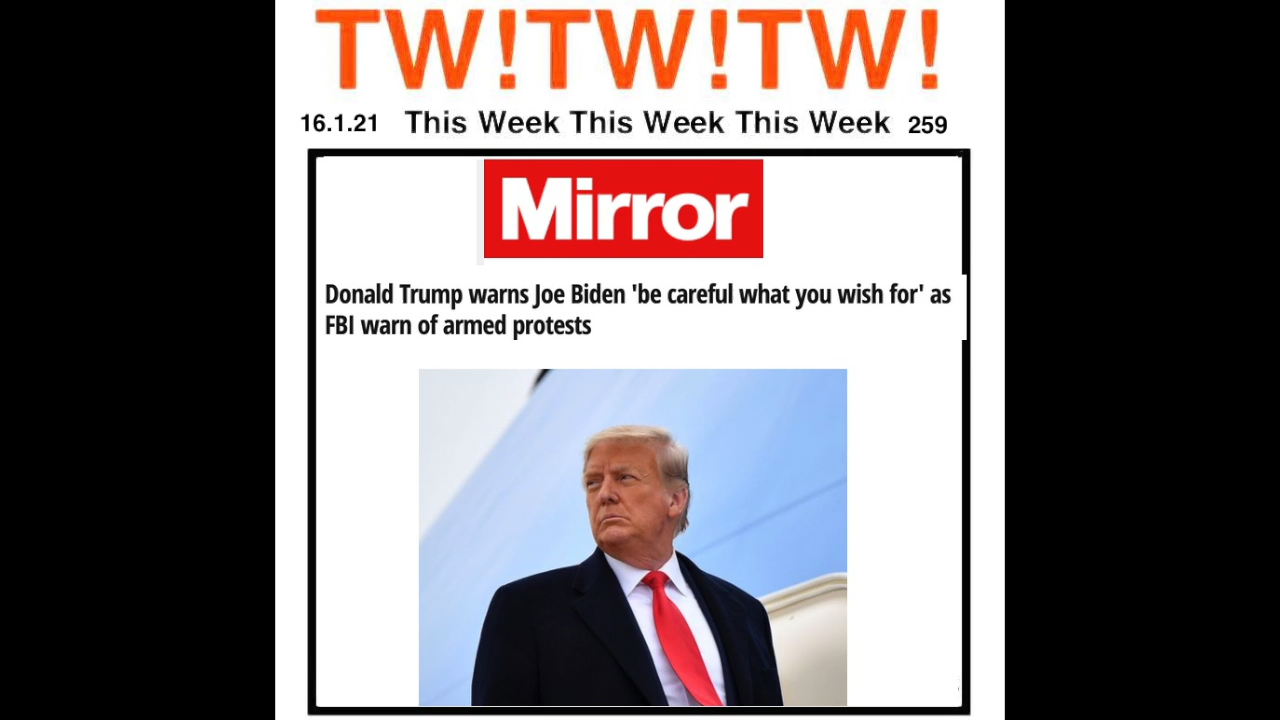 TW!TW!TW!
16.1.21 This Week This Week This Week 259
Mirror
Donald Trump warns Joe Biden 'be careful what you wish for' as
FBI warn of armed protests